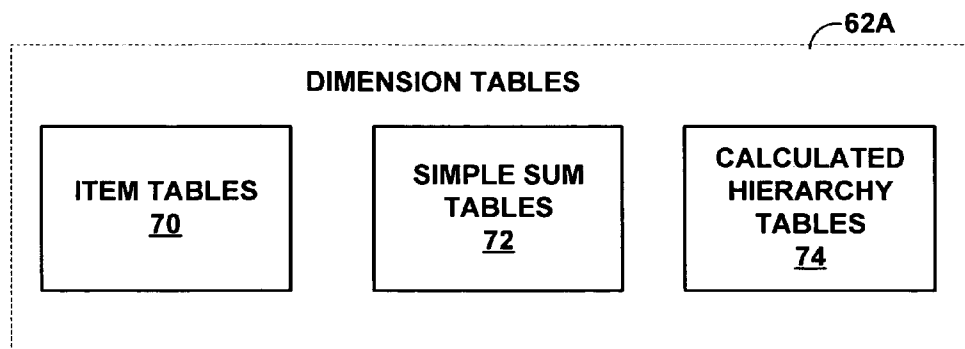 62A
DIMENSION TABLES
ITEM TABLES
70
SIMPLE SUM
TABLES
72
CALCULATED
HIERARCHY
TABLES
74